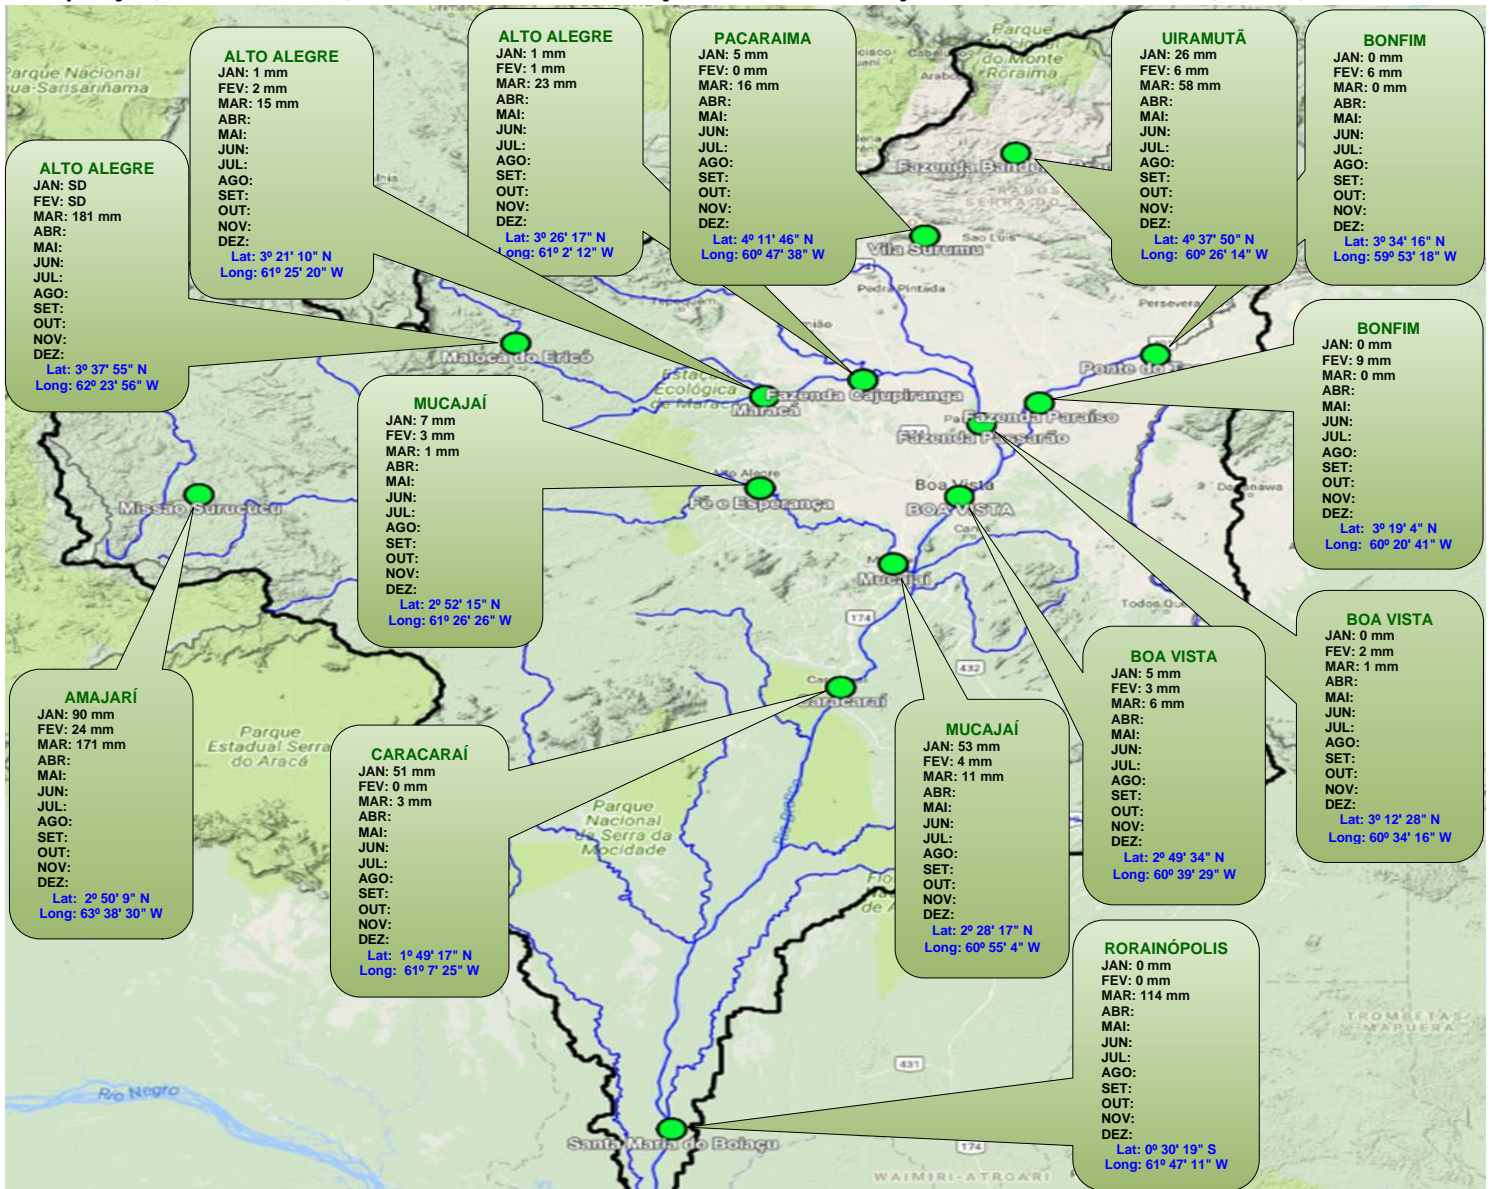 ALTO ALEGRE
JAN: SD
FEV: SD
MAR: 181 mm
ABR:
MAI:
JUN:
JUL:
AGO:
SET:
OUT:
NOV:
DEZ:
Lat: 3º 37' 55" N
Long: 62º 23' 56" W
ALTO ALEGRE
JAN: 1 mm
FEV: 2 mm
MAR: 15 mm
ABR:
MAI:
JUN:
JUL:
AGO:
SET:
OUT:
NOV:
DEZ:
Lat: 3º 21' 10" N
Long: 61º 25' 20" W
ALTO ALEGRE
JAN: 1 mm
FEV: 1 mm
MAR: 23 mm
ABR:
MAI:
JUN:
JUL:
AGO:
SET:
OUT:
NOV:
DEZ:
Lat: 3º 26' 17" N
Long: 61º 2' 12" W
PACARAIMA
JAN: 5 mm
FEV: 0 mm
MAR: 16 mm
ABR:
MAI:
JUN:
JUL:
AGO:
SET:
OUT:
NOV:
DEZ:
Lat: 4º 11' 46" N
Long: 60º 47' 38" W
UIRAMUTÃ
JAN: 26 mm
FEV: 6 mm
MAR: 58 mm
ABR:
MAI:
JUN:
JUL:
AGO:
SET:
OUT:
NOV:
DEZ:
Lat: 4º 37' 50" N
Long: 60º 26' 14" W
BONFIM
JAN: 0 mm
FEV: 6 mm
MAR: 0 mm
ABR:
MAI:
JUN:
JUL:
AGO:
SET:
OUT:
NOV:
DEZ:
Lat: 3º 34' 16" N
Long: 59º 53' 18" W
BONFIM
JAN: 0 mm
FEV: 9 mm
MAR: 0 mm
ABR:
MAI:
JUN:
JUL:
AGO:
SET:
OUT:
NOV:
DEZ:
Lat: 3º 19' 4" N
Long: 60º 20' 41" W
MUCAJAÍ
JAN: 7 mm
FEV: 3 mm
MAR: 1 mm
ABR:
MAI:
JUN:
JUL:
AGO:
SET:
OUT:
NOV:
DEZ:
Lat: 2º 52' 15" N
Long: 61º 26' 26" W
AMAJARÍ
JAN: 90 mm
FEV: 24 mm
MAR: 171 mm
ABR:
MAI:
JUN:
JUL:
AGO:
SET:
OUT:
NOV:
DEZ:
Lat: 2º 50' 9" N
Long: 63º 38' 30" W
CARACARAÍ
JAN: 51 mm
FEV: 0 mm
MAR: 3 mm
ABR:
MAI:
JUN:
JUL:
AGO:
SET:
OUT:
NOV:
DEZ:
Lat: 1º 49' 17" N
Long: 61º 7' 25" W
MUCAJAÍ
JAN: 53 mm
FEV: 4 mm
MAR: 11 mm
ABR:
MAI:
JUN:
JUL:
AGO:
SET:
OUT:
NOV:
DEZ:
Lat: 2º 28' 17" N
Long: 60º 55' 4" W
BOA VISTA
JAN: 5 mm
FEV: 3 mm
MAR: 6 mm
ABR:
MAI:
JUN:
JUL:
AGO:
SET:
OUT:
NOV:
DEZ:
Lat: 2º 49' 34" N
Long: 60º 39' 29" W
BOA VISTA
JAN: 0 mm
FEV: 2 mm
MAR: 1 mm
ABR:
MAI:
JUN:
JUL:
AGO:
SET:
OUT:
NOV:
DEZ:
Lat: 3º 12' 28" N
Long: 60º 34' 16" W
RORAINÓPOLIS
JAN: 0 mm
FEV: 0 mm
MAR: 114 mm
ABR:
MAI:
JUN:
JUL:
AGO:
SET:
OUT:
NOV:
DEZ:
Lat: 0º 30' 19" S
Long: 61º 47' 11" W
Parque Nacional
Parque
do Monte
Roraima
Fazenda
Vila Surumu
Sao Luis
Pedra Pintada
Maloca do Ericó
Ecológica
de Maracá
Maracá
Fazenda Cajupiranga
Ponte do
Fazenda Paraíso
Fazenda Passarão
Missão Surucucu
Alto Alegre
Fé e Esperança
Boa Vista
BOA VISTA
Mucajaí
174
432
Caracaraí
Parque
Estadual Serra
do Aracá
Parque
Nacional
da Serra da
Mocidade
Rio Branco
Rio Negro
431
174
Santa Maria do Boiaçu
TROMBETAS/
MAPUERA
WAIMIRI-ATROARI